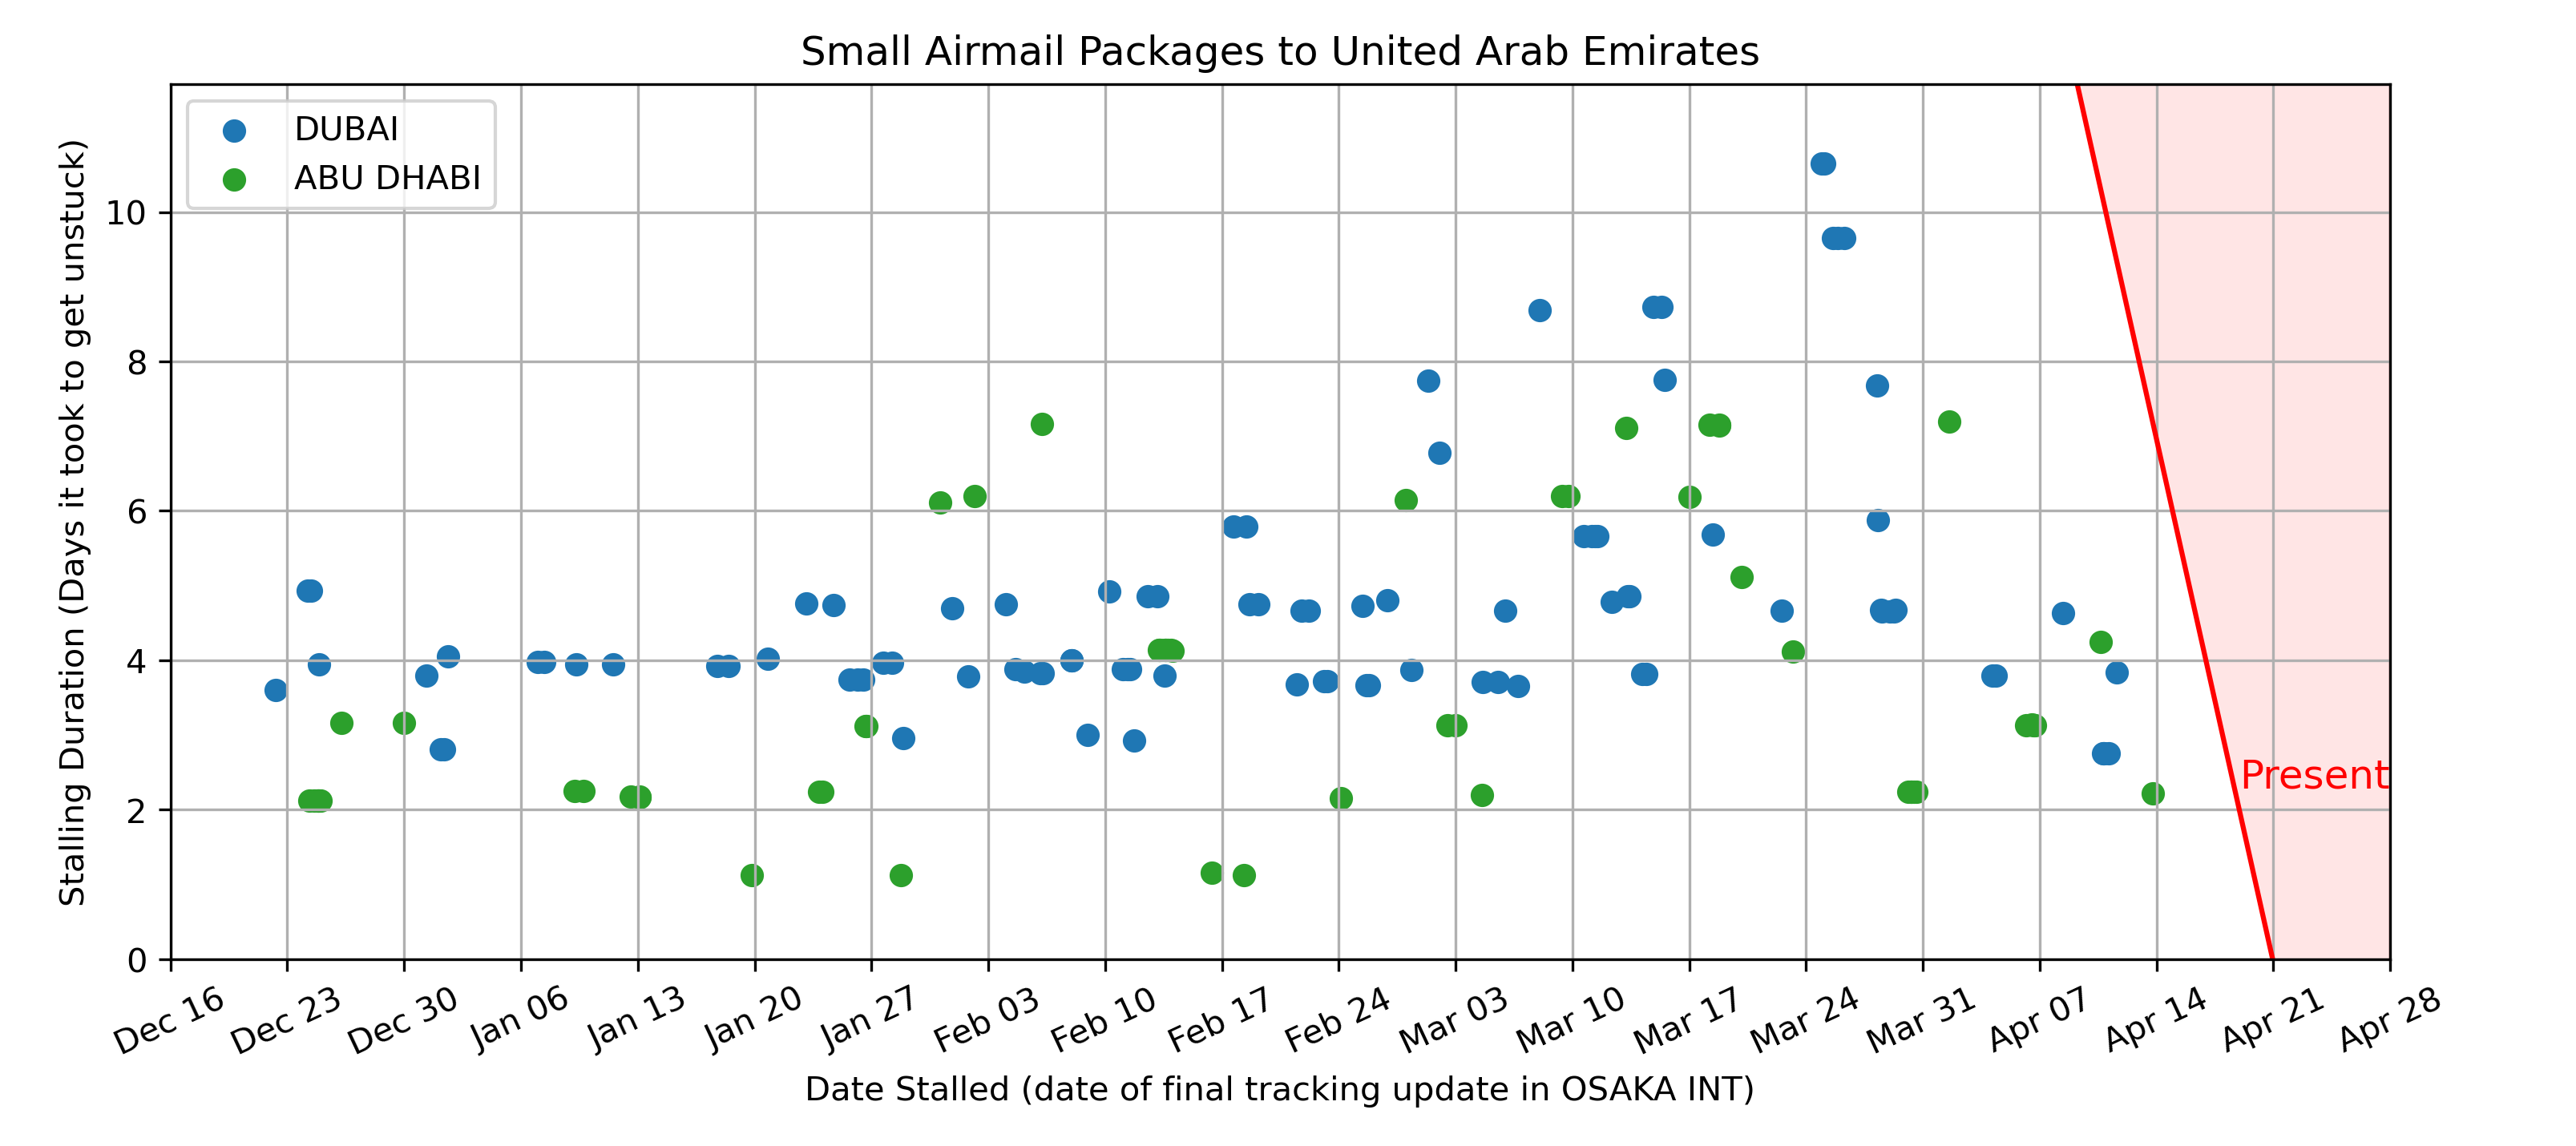 Small Airmail Packages to United Arab Emirates
DUBAI
ABU DHABI
Stalling Duration (Days it took to get unstuck)
10
8
6
4
2
0
Present
Dec 16
Dec 23
Dec 30
Jan 06
Jan 13
Jan 20
Jan 27
Feb 03
Feb 10
Feb 17
Feb 24
Mar 03
Mar 10
Mar 17
Mar 24
Mar 31
Apr 07
Apr 14
Apr 21
Apr 28
Date Stalled (date of final tracking update in OSAKA INT)